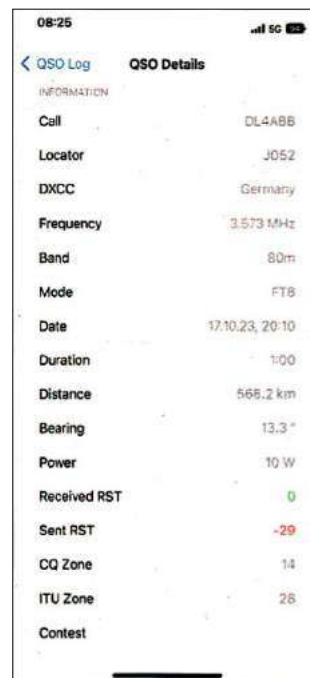 08:25
5G
QSO Log QSO Details
INFORMATION
Call DL4ABB
Locator JO52
DXCC Germany
Frequency 3.573 MHz
Band 80m
Mode FT8
Date 17.10.23, 20:10
Duration 1:00
Distance 566.2 km
Bearing 13.3 °
Power 10 W
Received RST 0
Sent RST -29
CQ Zone 14
ITU Zone 28
Contest